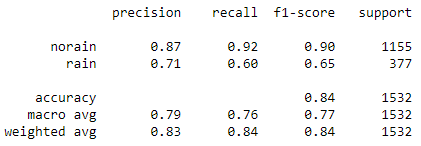 precision recall f1-score support
norain 0.87 0.92 0.90 1155
rain 0.71 0.60 0.65 377
accuracy 0.84 1532
macro avg 0.79 0.76 0.77 1532
weighted avg 0.83 0.84 0.84 1532